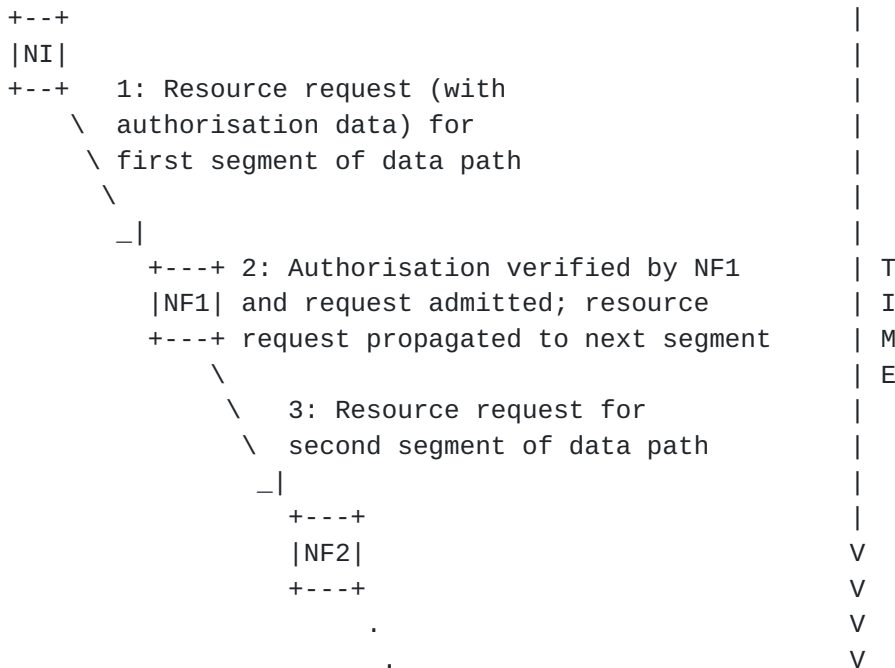 +--+                                                  |
|NI|                                                  |
+--+   1: Resource request (with                      |
    \  authorisation data) for                        |
     \ first segment of data path                     |
      \                                               |
       _|                                             |
         +---+ 2: Authorisation verified by NF1       | T
         |NF1| and request admitted; resource         | I
         +---+ request propagated to next segment     | M
             \                                        | E
              \   3: Resource request for             |
               \  second segment of data path         |
                _|                                    |
                  +---+                               |
                  |NF2|                               V
                  +---+                               V
                       .                              V
                        .                             V